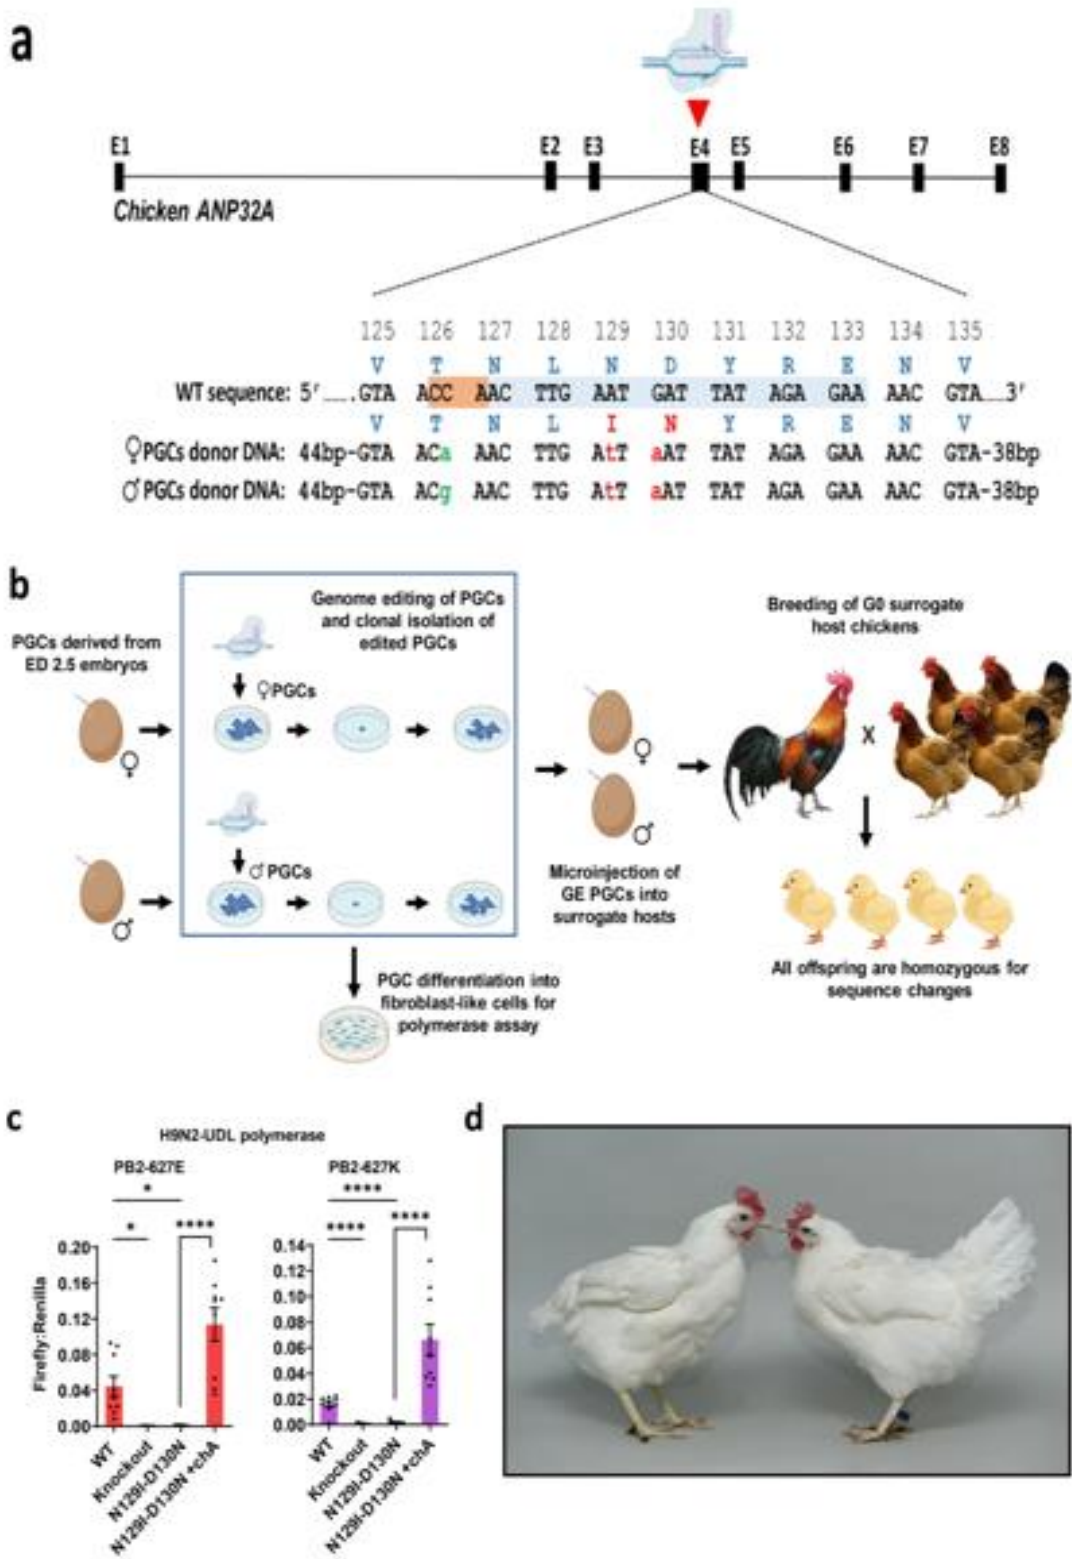 a
E1 E2 E3 E4 E5 E6 E7 E8
Chicken ANP32A
125 126 127 128 129 130 131 132 133 134 135
V T N L N D Y R E N V
WT sequence: 5'....GTA ACC AAC TTG AAT GAT TAT AGA GAA AAC GTA....3'
V T N L I N Y R E N V
♀PGCs donor DNA: 44bp-GTA ACa AAC TTG AtT aAT TAT AGA GAA AAC GTA-38bp
♂PGCs donor DNA: 44bp-GTA ACg AAC TTG AtT aAT TAT AGA GAA AAC GTA-38bp
b
PGCs derived from
ED 2.5 embryos
♀
♂
Genome editing of PGCs
and clonal isolation of
edited PGCs
♀PGCs
♂PGCs
PGC differentiation into
fibroblast-like cells for
polymerase assay
♀
♂
Microinjection of
GE PGCs into
surrogate hosts
Breeding of G0 surrogate
host chickens
X
All offspring are homozygous for
sequence changes
c
H9N2-UDL polymerase
PB2-627E
*
* ****
Firefly:Renilla
0.20
0.16
0.12
0.08
0.04
0.00
WT
Knockout
N129I-D130N
N129I-D130N +chA
PB2-627K
****
**** ****
0.14
0.12
0.10
0.08
0.06
0.04
0.02
0.00
WT
Knockout
N129I-D130N
N129I-D130N +chA
d